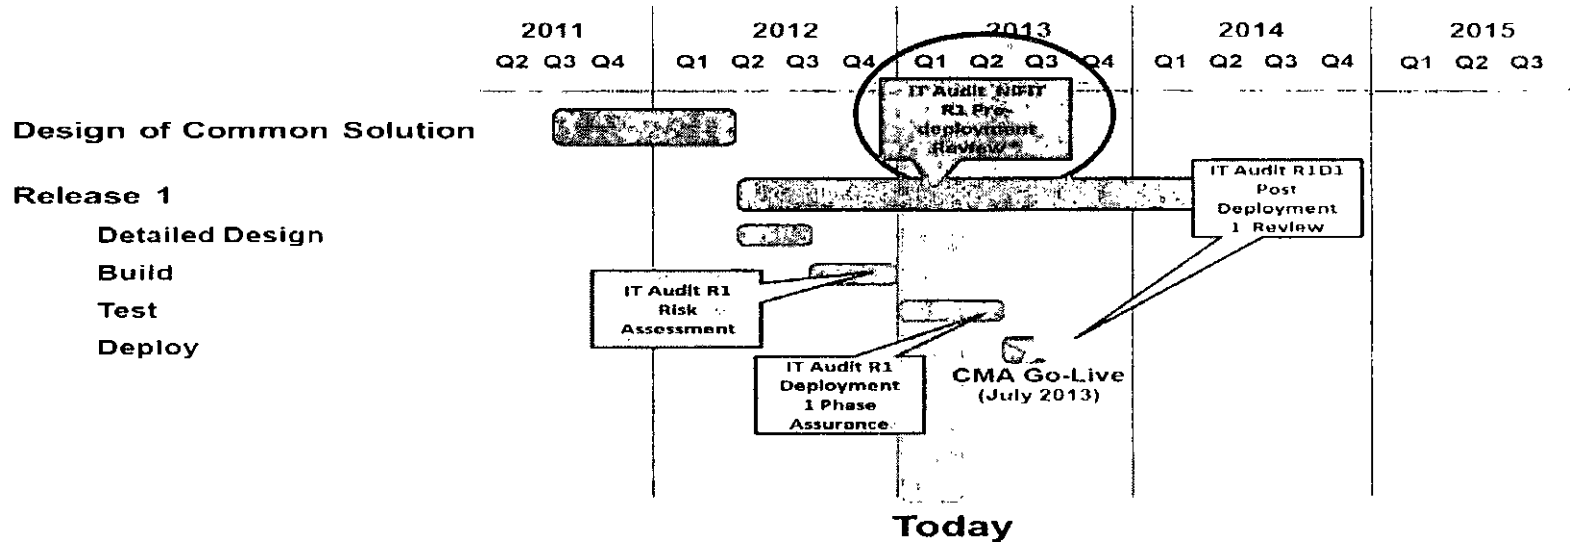 2011 2012 2013 2014 2015
Q2 Q3 Q4 Q1 Q2 Q3 Q4 Q1 Q2 Q3 Q4 Q1 Q2 Q3 Q4 Q1 Q2 Q3
IT Audit
R1 Pre-
deployment
Review*
Design of Common Solution
Release 1
Detailed Design
Build
Test
Deploy
IT Audit R1D1
Post
Deployment
1 Review
IT Audit R1
Risk
Assessment
IT Audit R1
Deployment
1 Phase
Assurance
CMA Go-Live
(July 2013)
Today